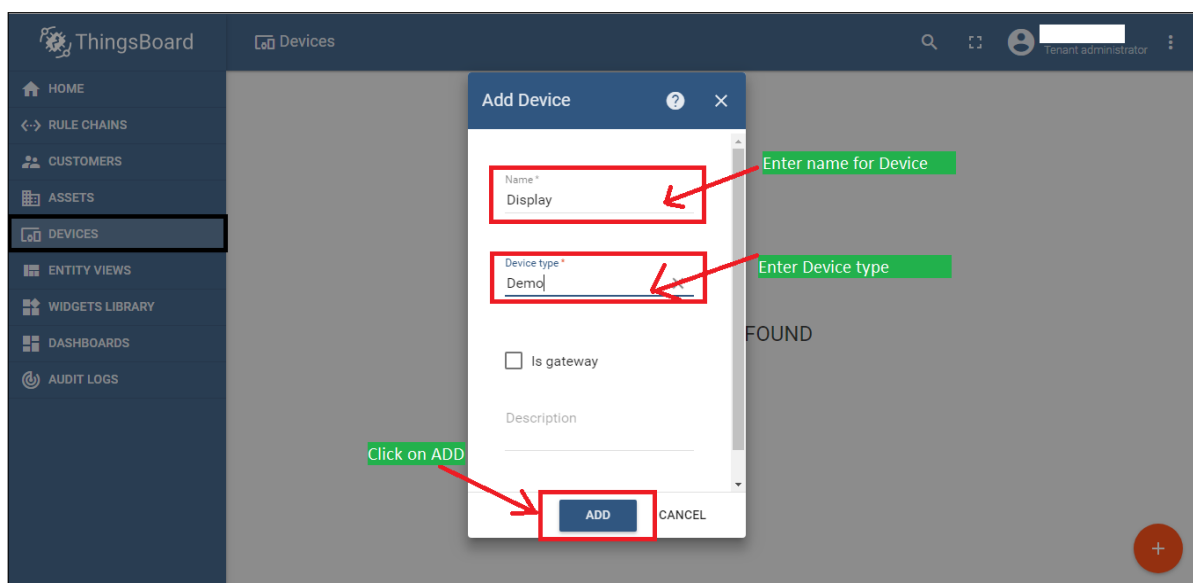 ThingsBoard
Devices
Tenant administrator
HOME
RULE CHAINS
CUSTOMERS
ASSETS
DEVICES
ENTITY VIEWS
WIDGETS LIBRARY
DASHBOARDS
AUDIT LOGS
Add Device
Enter name for Device
Name*
Display
Enter Device type
Device type*
Demo
FOUND
Is gateway
Description
Click on ADD
ADD
CANCEL